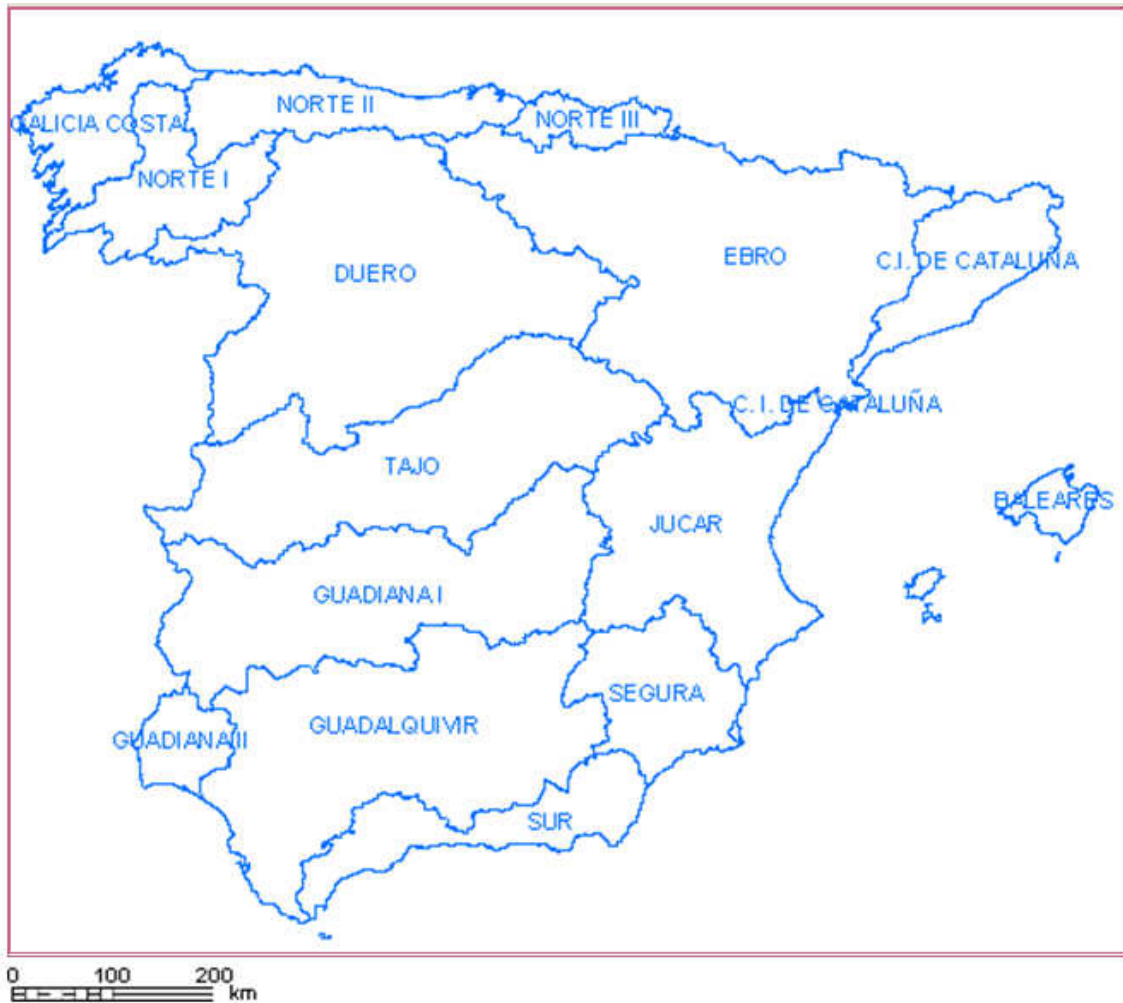 NORTE II
GALICIA COSTA
NORTE III
NORTE I
EBRO
C.I. DE CATALUÑA
DUERO
C. I. DE CATALUÑA
TAJO
BALEARES
JUCAR
GUADIANA I
SEGURA
GUADALQUIVIR
GUADIANA II
SUR
0 100 200
km